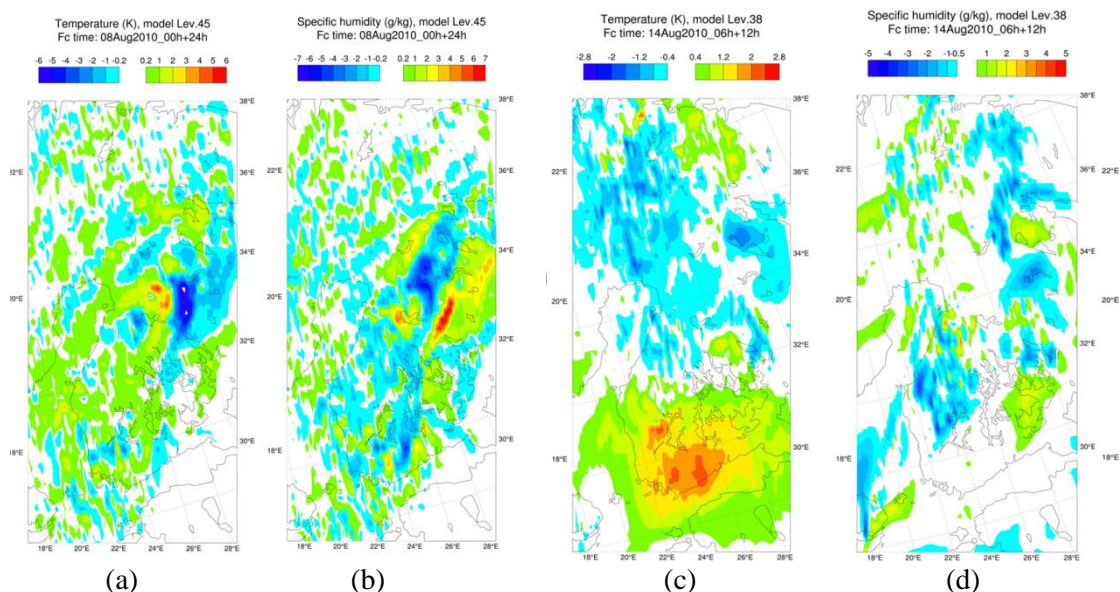 Temperature (K), model Lev.45
Fc time: 08Aug2010_00h+24h
-6 -5 -4 -3 -2 -1-0.2 0.2 1 2 3 4 5 6
38°E
36°E
22°E
34°E
32°E
30°E
18°E
18°E 20°E 22°E 24°E 26°E 28°E
(a)
Specific humidity (g/kg), model Lev.45
Fc time: 08Aug2010_00h+24h
-7 -6 -5 -4 -3 -2 -1-0.2 0.2 1 2 3 4 5 6 7
38°E
22°E
36°E
34°E
20°E
32°E
30°E
18°E
18°E 20°E 22°E 24°E 26°E 28°E
(b)
Temperature (K), model Lev.38
Fc time: 14Aug2010_06h+12h
-2.8 -1.2 -0.4 0.4 1.2 2.8
38°E
22°E
36°E
34°E
20°E
32°E
30°E
18°E
18°E 20°E 22°E 24°E 26°E 28°E
(c)
Specific humidity (g/kg), model Lev.38
Fc time: 14Aug2010_06h+12h
-5 -4 -3 -2 -1-0.5 1 2 3 4 5
38°E
22°E
36°E
22°E
34°E
20°E
32°E
30°E
18°E
18°E 20°E 22°E 24°E 26°E 28°E
(d)